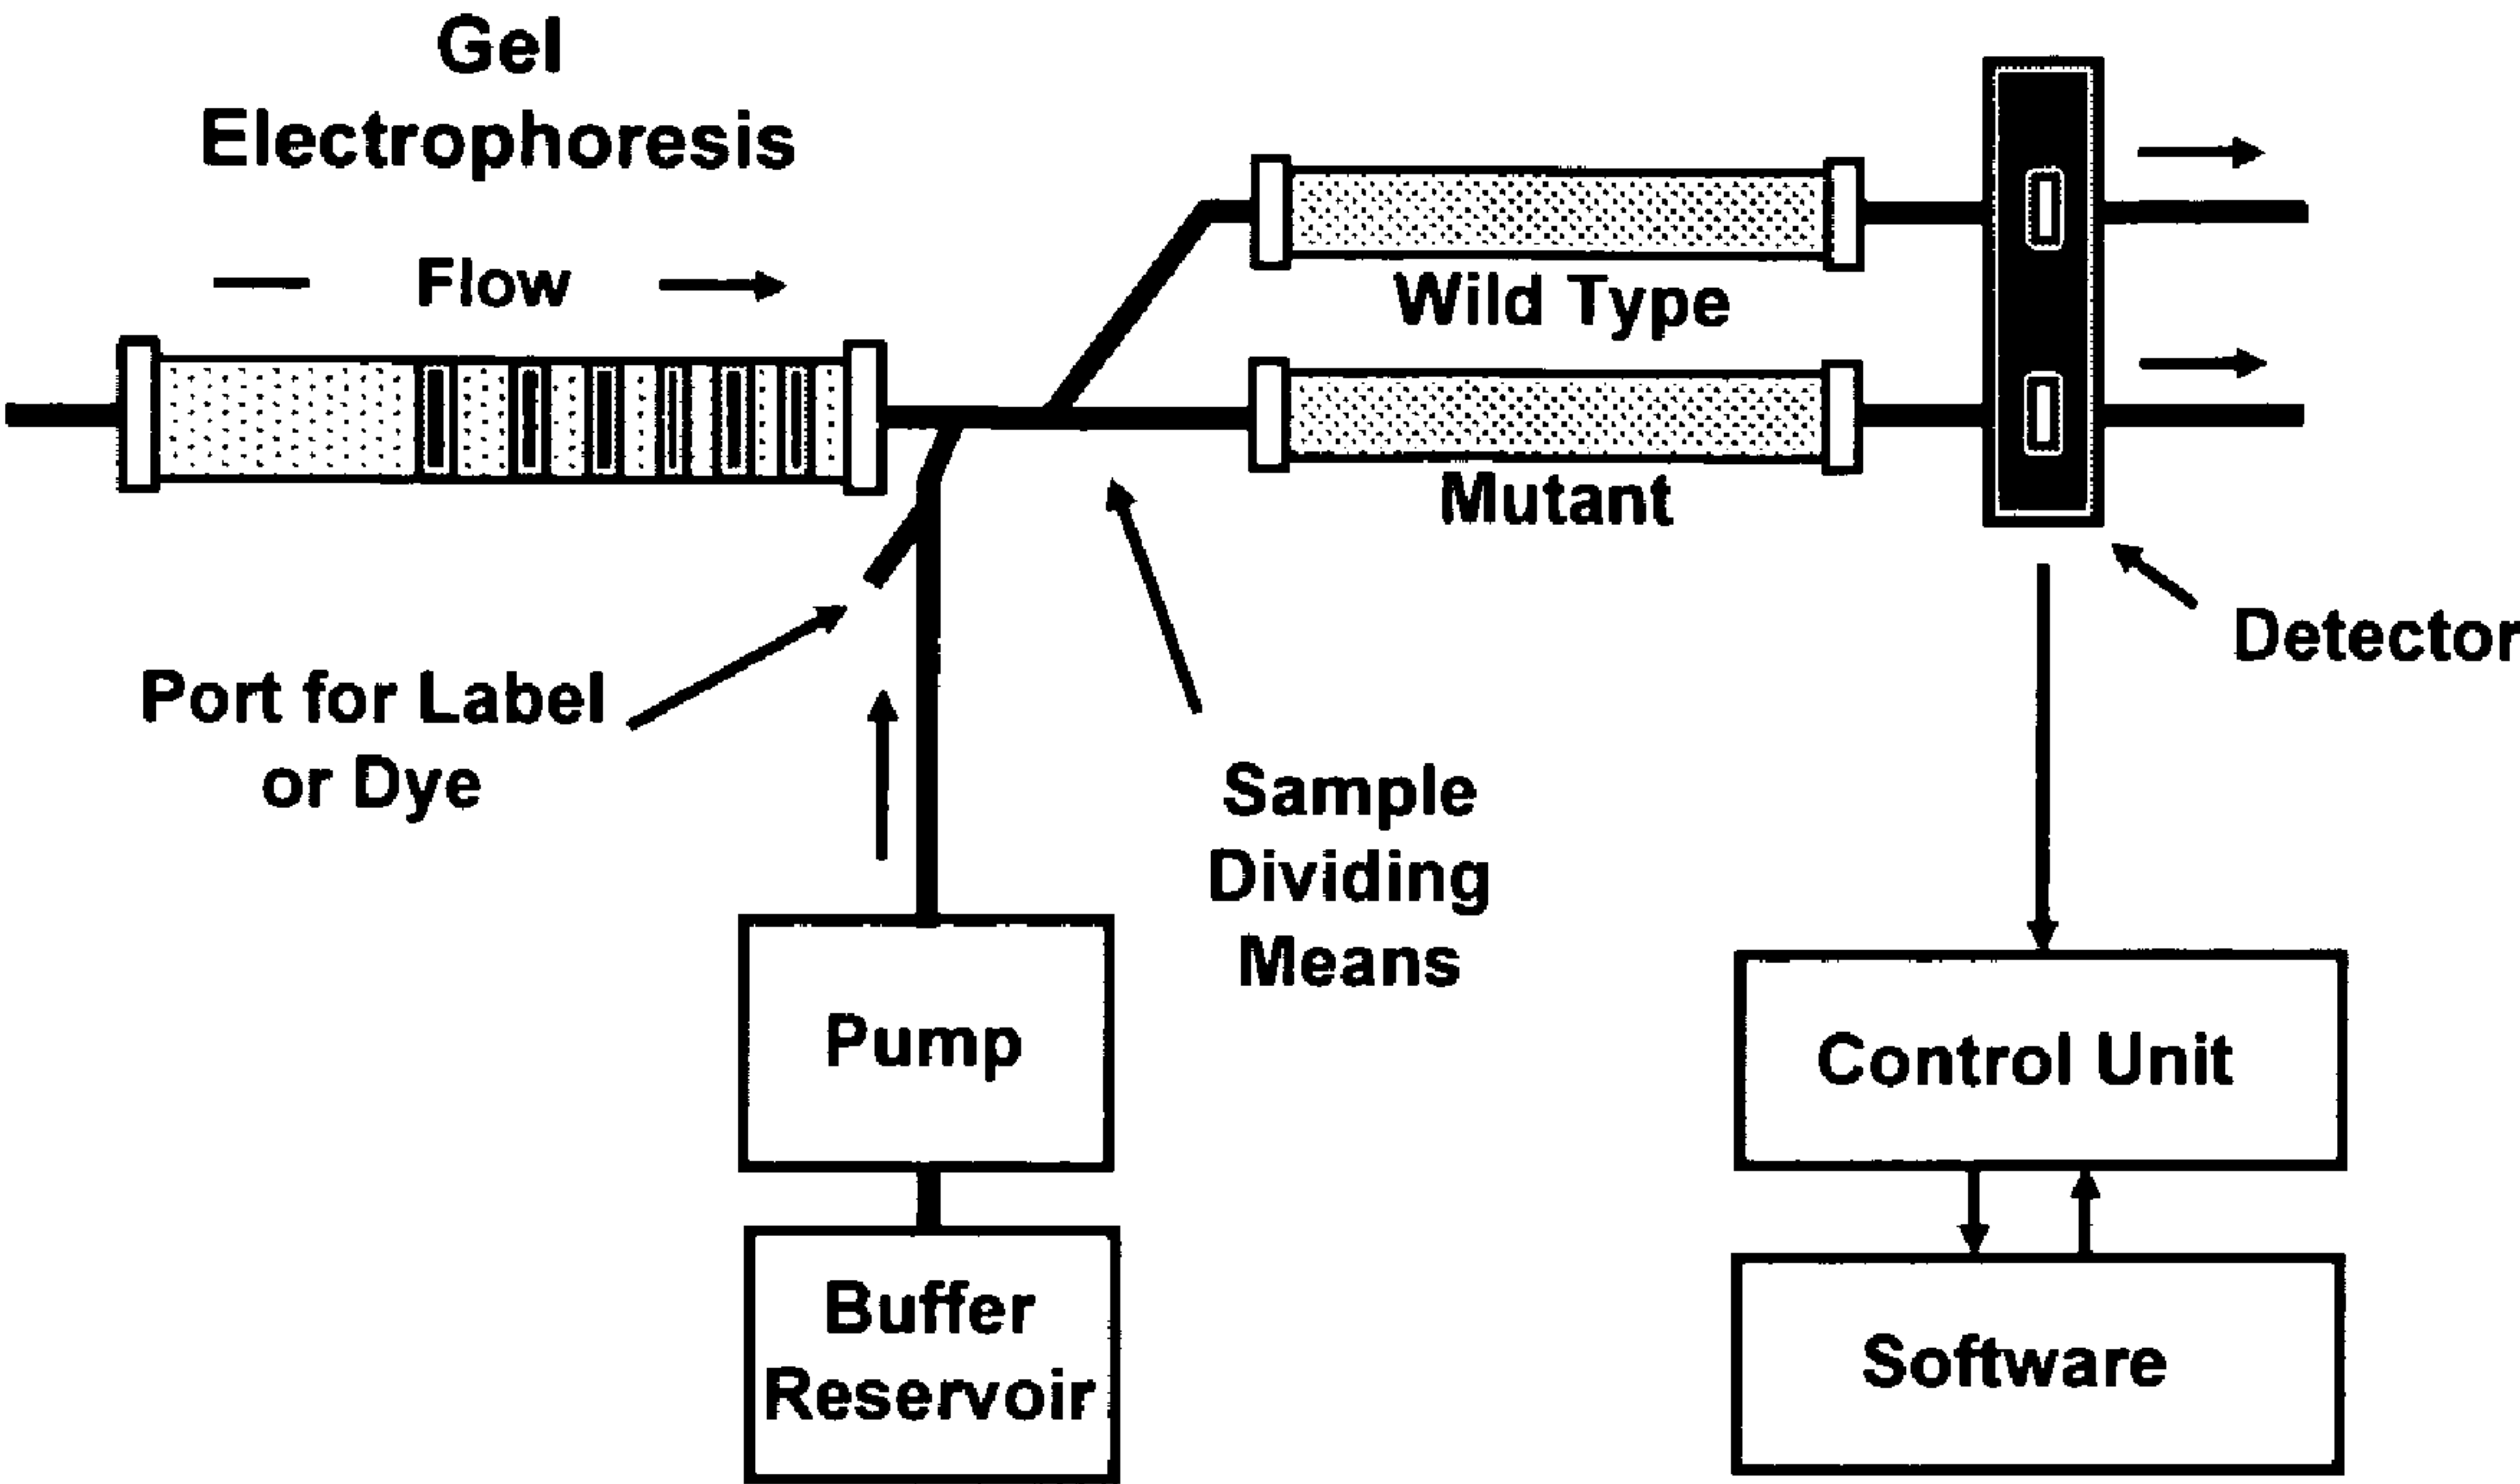 Gel
Electrophoresis
Flow
Wild Type
Mutant
Detector
Port for Label
or Dye
Sample
Dividing
Means
Pump
Control Unit
Buffer
Reservoir
Software